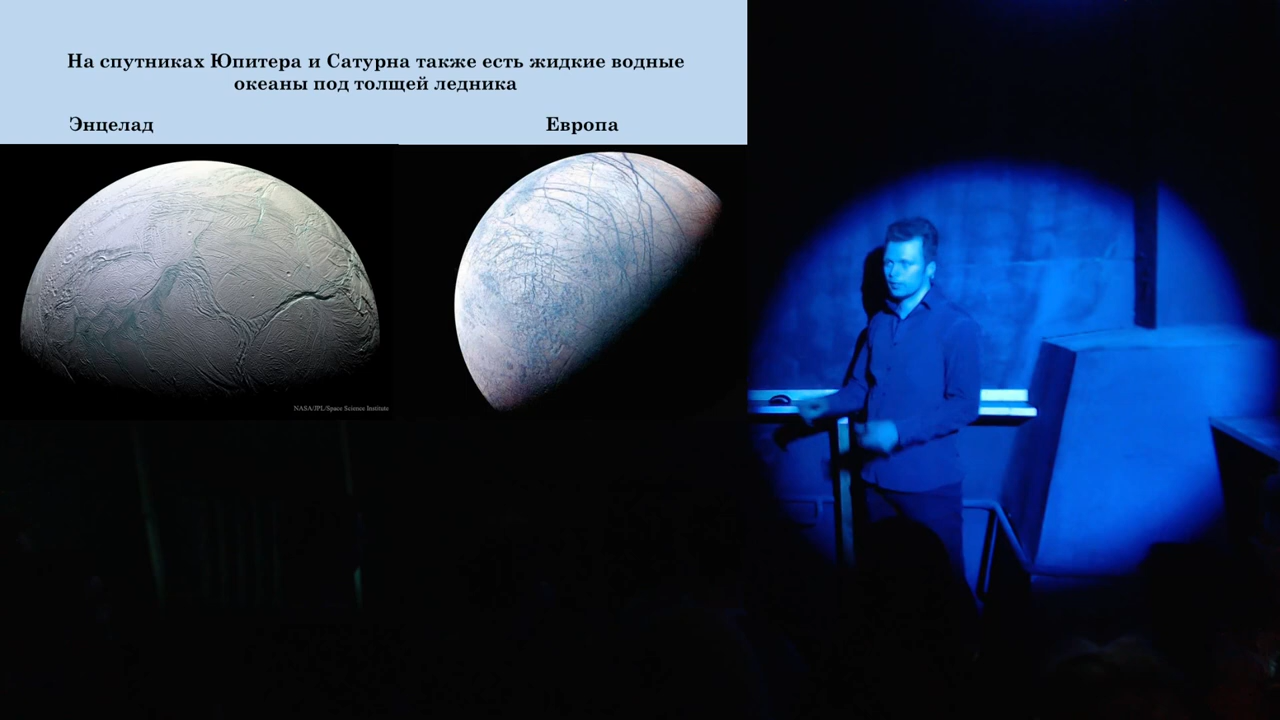 На спутниках Юпитера и Сатурна также есть жидкие водные
океаны под толщей ледника
Энцелад
Европа
NASA/JPL/Space Science Institute